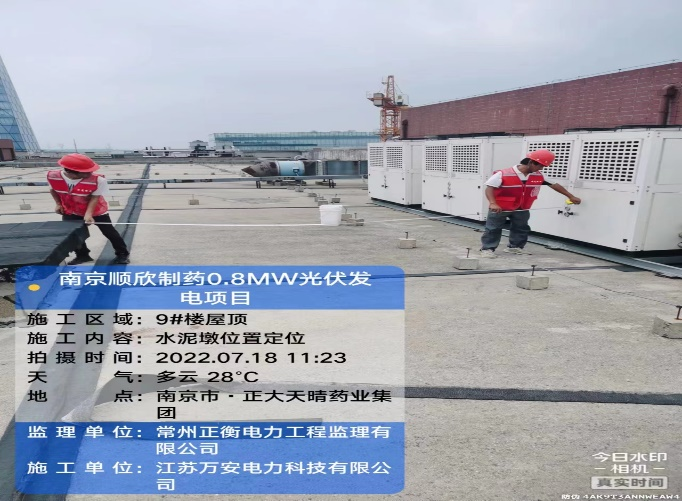 南京顺欣制药0.8MW光伏发
电项目
施工区域：9#楼屋顶
施工内容：水泥墩位置定位
拍摄时间：2022.07.18 11:23
天气：多云 28°C
地点：南京市·正大天晴药业集
团
监理单位：常州正衡电力工程监理有
限公司
施工单位：江苏万安电力科技有限公
司
今日水印
-相机-
真实时间
防伪 4AK9T3ANNWEAW4